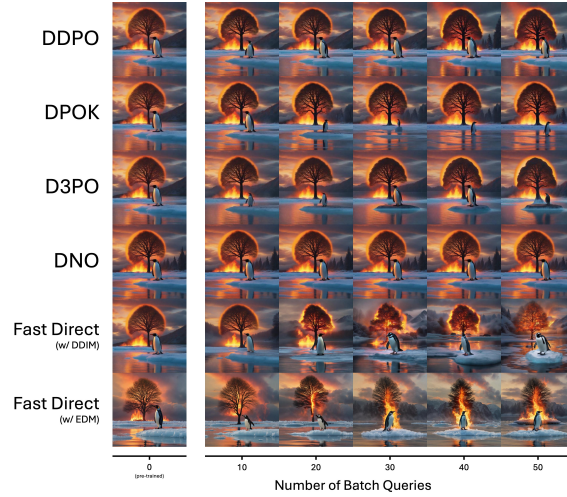 DDPO
DPOK
D3PO
DNO
Fast Direct
(w/ DDIM)
Fast Direct
(w/ EDM)
0 10 20 30 40 50
(pre-trained)
Number of Batch Queries